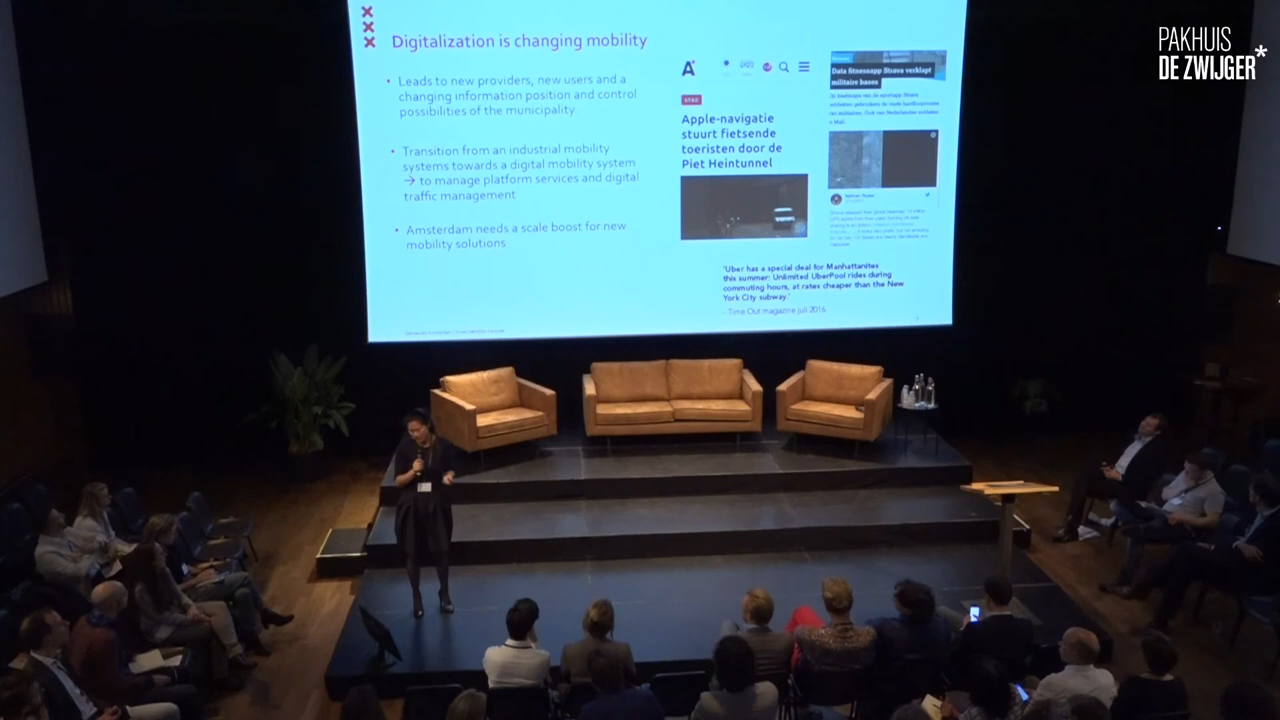 PAKHUIS
DE ZWIJGER*
Digitalization is changing mobility
• Leads to new providers, new users and a
changing information position and control
possibilities of the municipality.
• Transition from an industrial mobility
systems towards a digital mobility system
→ to manage platform services and digital
traffic management
• Amsterdam needs a scale boost for new
mobility solutions
A
STAD
Apple-navigatie
stuurt fietsende
toeristen door de
Piet Heintunnel
Data fitnessapp Strava verklapt
militaire bases
'Uber has a special deal for Manhattanites
this summer: Unlimited UberPool rides during
commuting hours, at rates cheaper than the New
York City subway.'
- Time Out magazine juli 2016